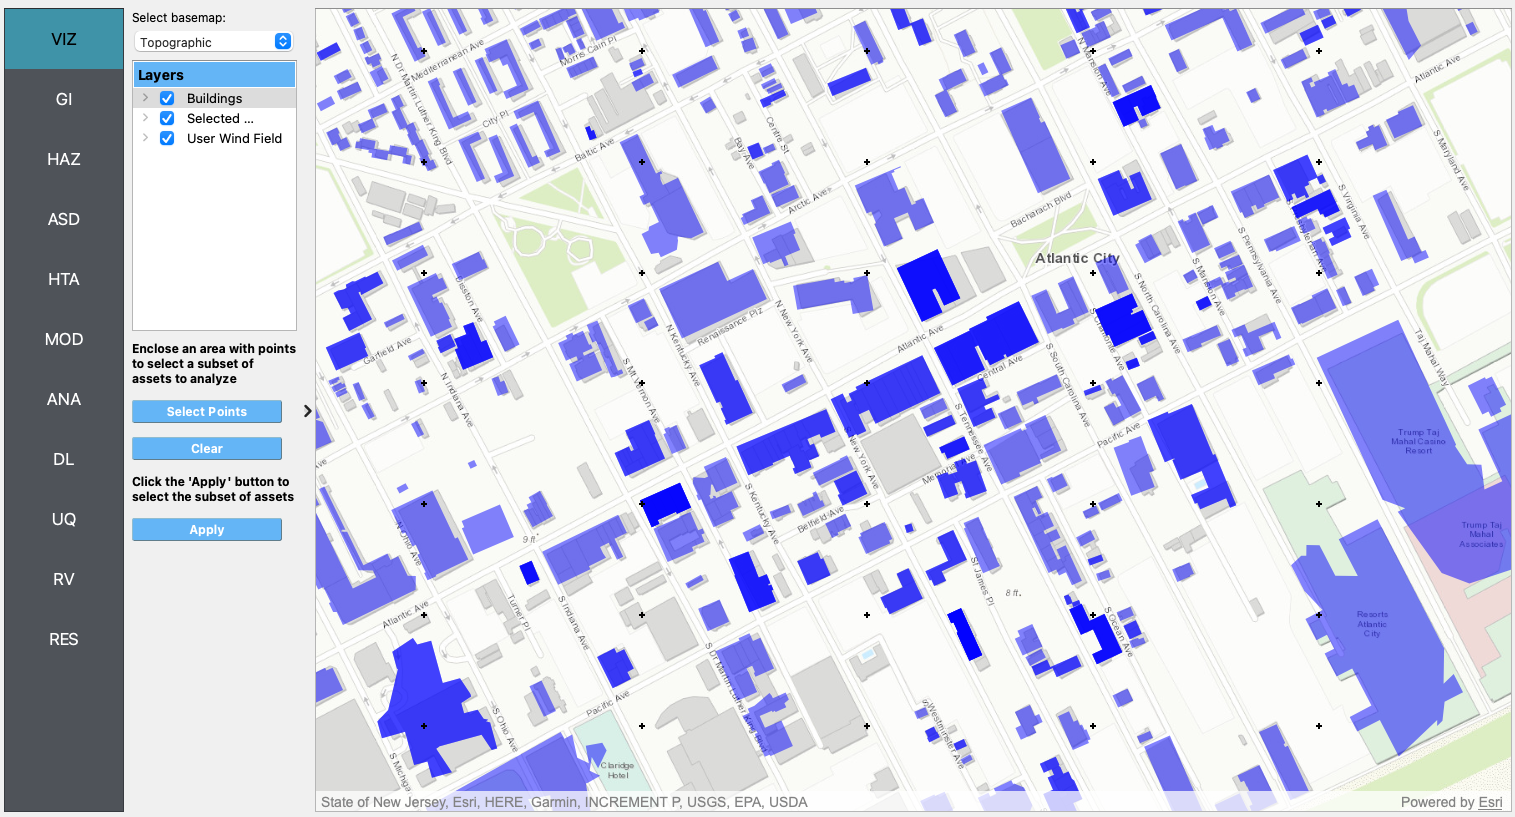 VIZ
GI
HAZ
ASD
HTA
MOD
ANA
DL
UQ
RV
RES
Select basemap:
Topographic
Layers
Buildings
Selected ...
User Wind Field
Enclose an area with points
to select a subset of
assets to analyze
Select Points
Clear
Click the 'Apply' button to
select the subset of assets
Apply
Mediterranean Ave
Morris Cain Pl
N Dr Martin Luther King Blvd
City Pl
Baltic Ave
Bay Ave
Centre St
Arctic Ave
N Mansion Ave
Atlantic Ave
S Maryland Ave
Bacharach Blvd
S Virginia Ave
S Pennsylvania Ave
Atlantic City
S Mansion Ave
N Kentucky Ave
Renaissance Plz
N New York Ave
Atlantic Ave
Central Ave
S North Carolina Ave
S South Carolina Ave
Taj Mahal Way
Garfield Ave
N Indiana Ave
S Mt Vernon Ave
S Tennessee Ave
Pacific Ave
Trump Taj
Mahal Casino
Resort
Trump Taj
Mahal
Associates
New York Ave
S Kentucky Ave
Belfield Ave
N Ohio Ave
9 ft.
Atlantic Ave
Turner Pl
S Indiana Ave
St James Pl
8 ft.
S Ocean Ave
Resorts
Atlantic
City
S Dr Martin Luther King Blvd
Pacific Ave
S Ohio Ave
S Michiga
S Westminster Ave
Claridge
Hotel
State of New Jersey, Esri, HERE, Garmin, INCREMENT P, USGS, EPA, USDA
Powered by Esri